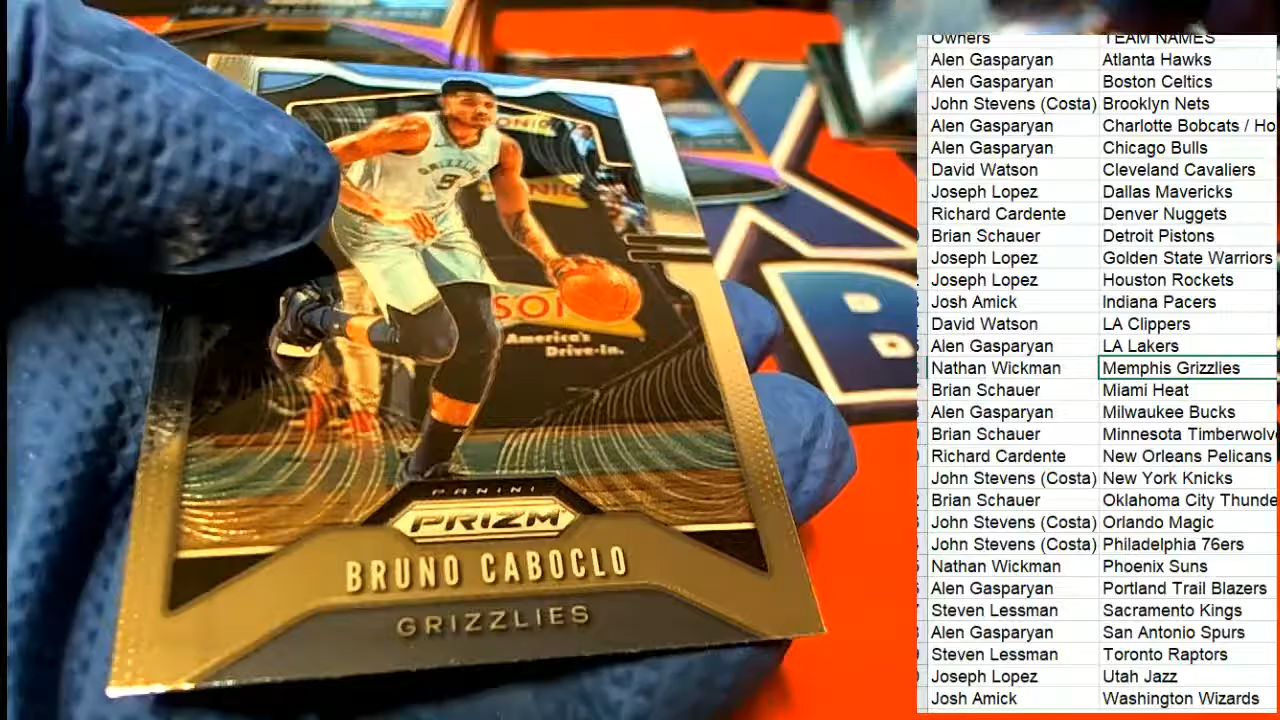 GRIZZLIES
America's
Drive-In.
PANINI
PRIZM
BRUNO CABOCLO
GRIZZLIES
Owners TEAM NAMES
Alen Gasparyan Atlanta Hawks
Alen Gasparyan Boston Celtics
John Stevens (Costa) Brooklyn Nets
Alen Gasparyan Charlotte Bobcats / Ho
Alen Gasparyan Chicago Bulls
David Watson Cleveland Cavaliers
Joseph Lopez Dallas Mavericks
Richard Cardente Denver Nuggets
Brian Schauer Detroit Pistons
Joseph Lopez Golden State Warriors
Joseph Lopez Houston Rockets
Josh Amick Indiana Pacers
David Watson LA Clippers
Alen Gasparyan LA Lakers
Nathan Wickman Memphis Grizzlies
Brian Schauer Miami Heat
Alen Gasparyan Milwaukee Bucks
Brian Schauer Minnesota Timberwolv
Richard Cardente New Orleans Pelicans
John Stevens (Costa) New York Knicks
Brian Schauer Oklahoma City Thunde
John Stevens (Costa) Orlando Magic
John Stevens (Costa) Philadelphia 76ers
Nathan Wickman Phoenix Suns
Alen Gasparyan Portland Trail Blazers
Steven Lessman Sacramento Kings
Alen Gasparyan San Antonio Spurs
Steven Lessman Toronto Raptors
Joseph Lopez Utah Jazz
Josh Amick Washington Wizards